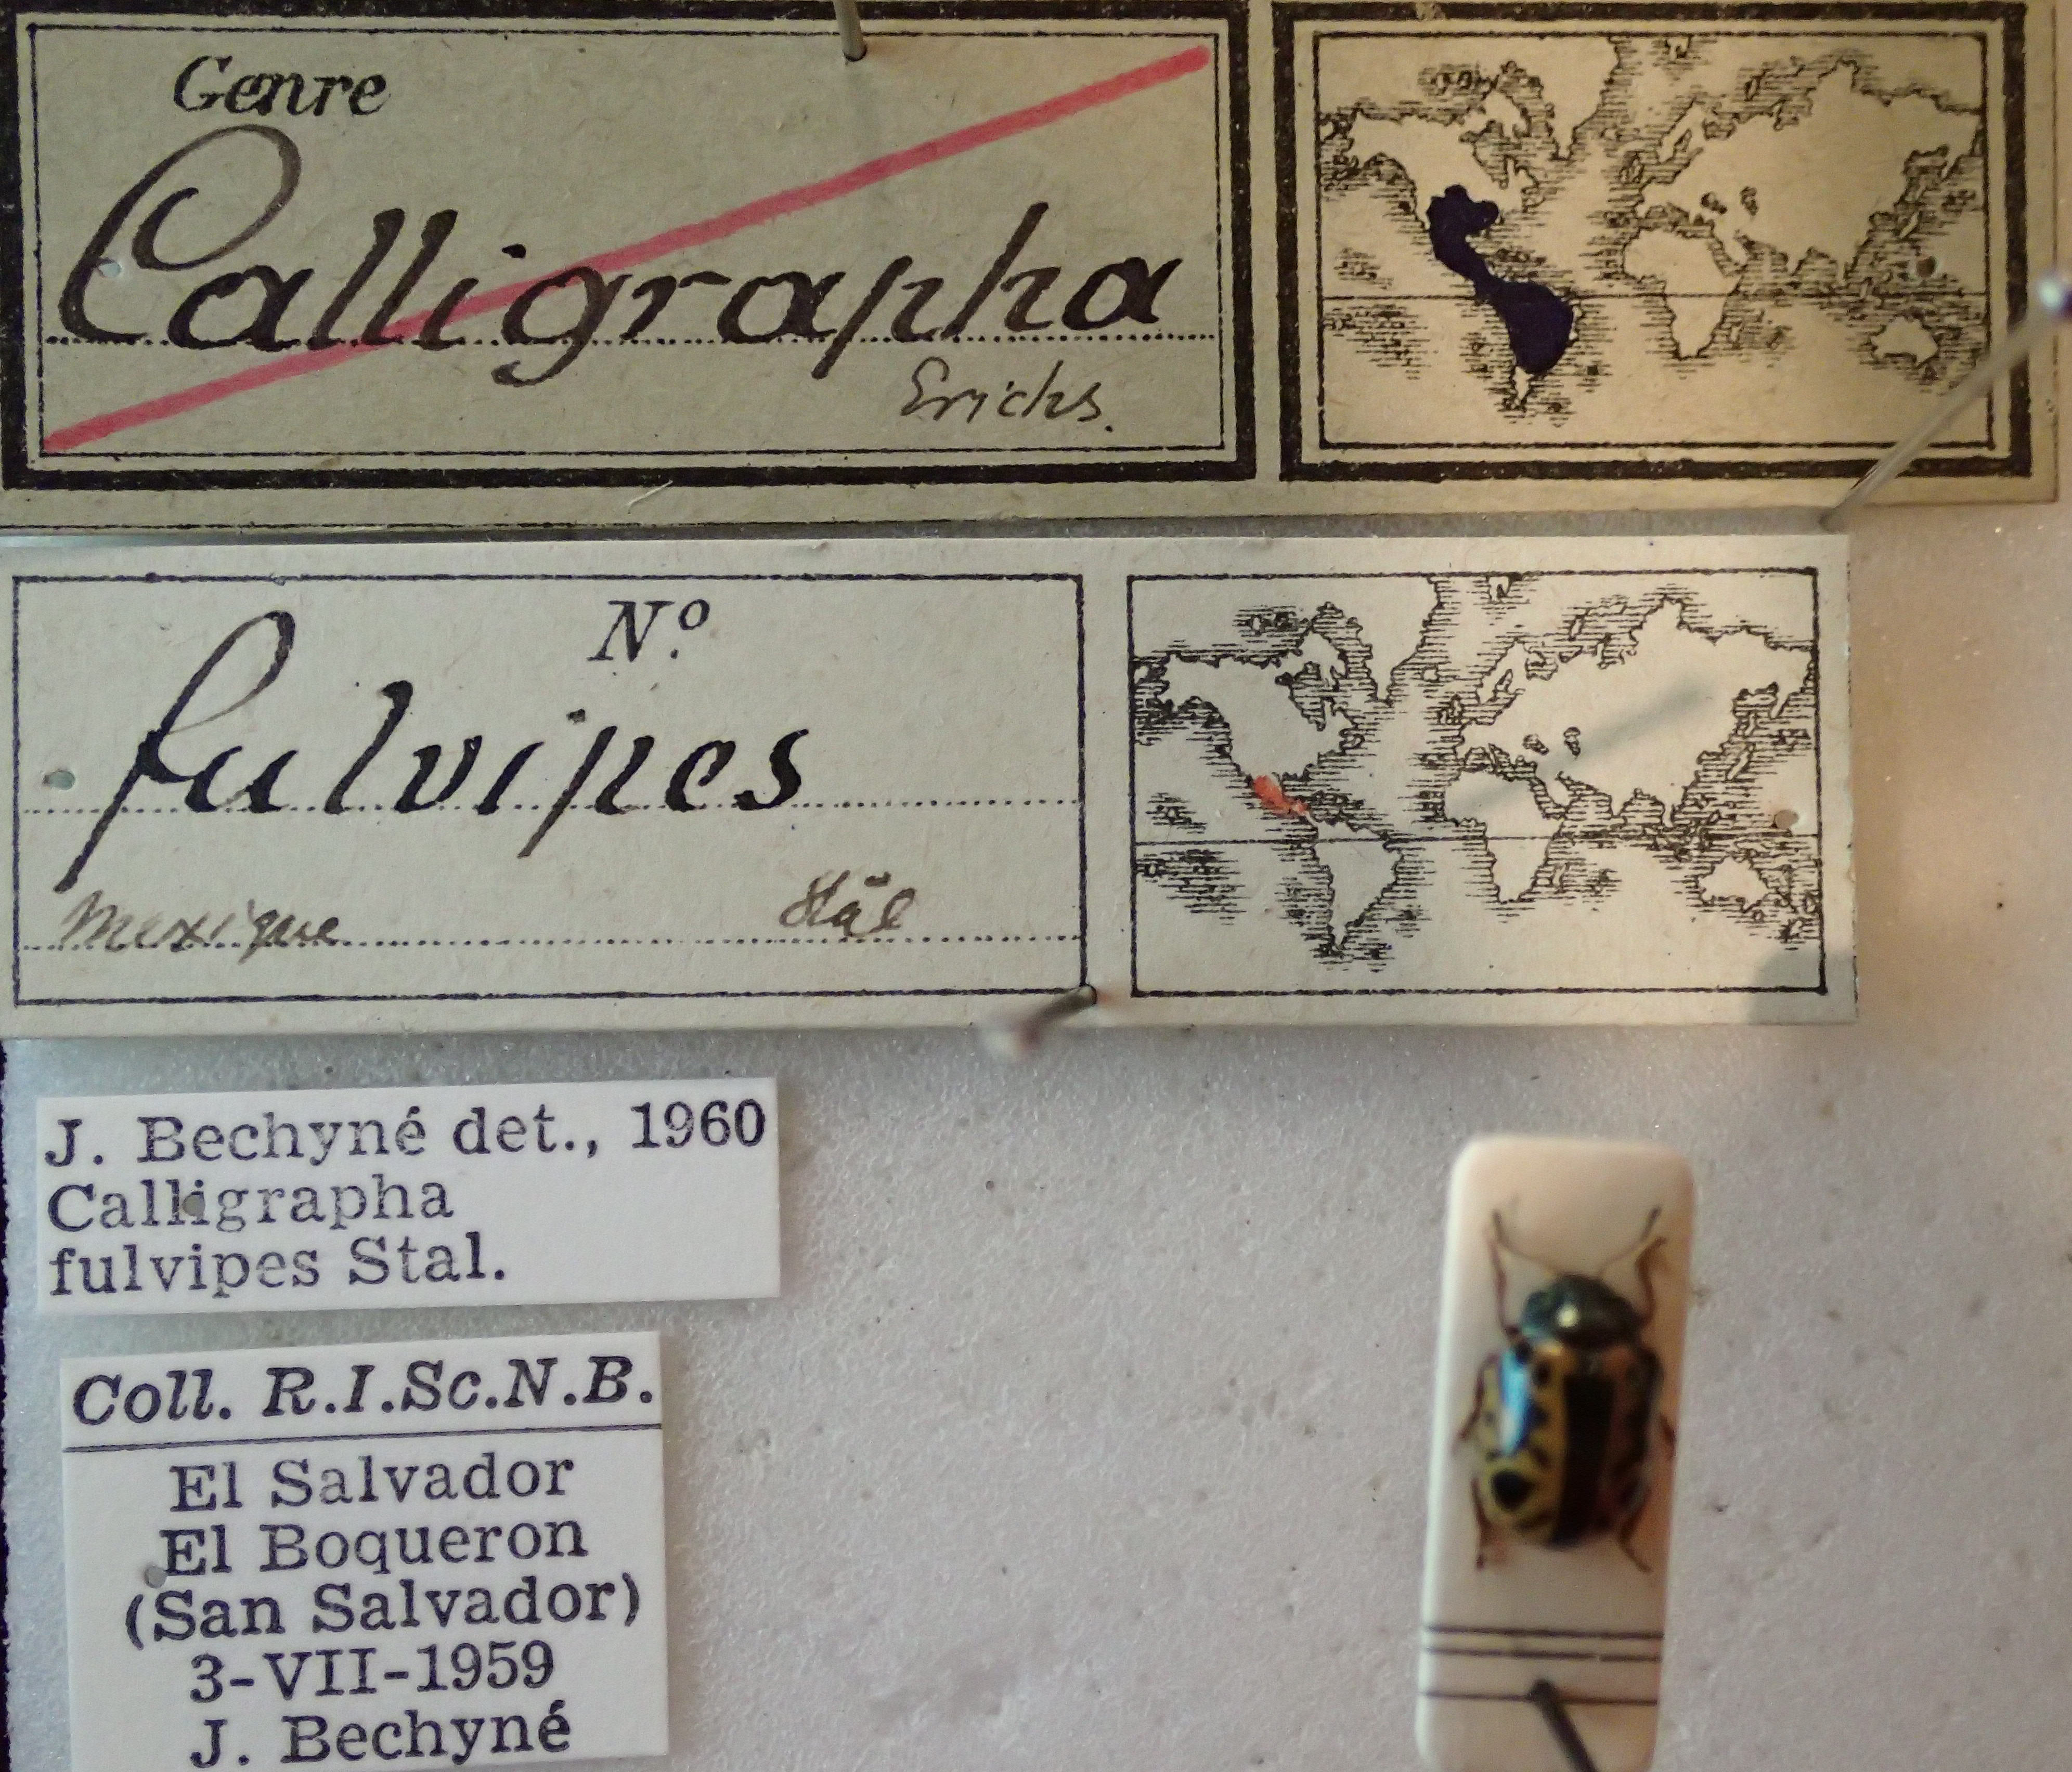 Genre
Calligrapha
Erichs.
Nº.
fulvipes
Mexique Stål
J. Bechyné det., 1960
Calligrapha
fulvipes Stal.
Coll. R.I.Sc.N.B.
El Salvador
El Boqueron
(San Salvador)
3-VII-1959
J. Bechyné